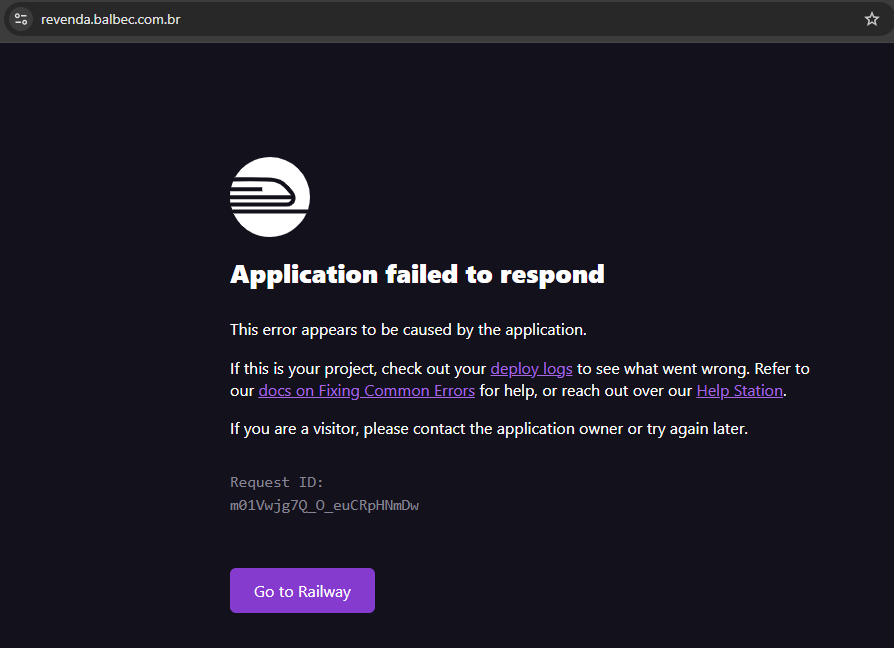 revenda.balbec.com.br
Application failed to respond
This error appears to be caused by the application.
If this is your project, check out your deploy logs to see what went wrong. Refer to
our docs on Fixing Common Errors for help, or reach out over our Help Station.
If you are a visitor, please contact the application owner or try again later.
Request ID:
m01Vwjg7Q_O_euCRpHNmDw
Go to Railway